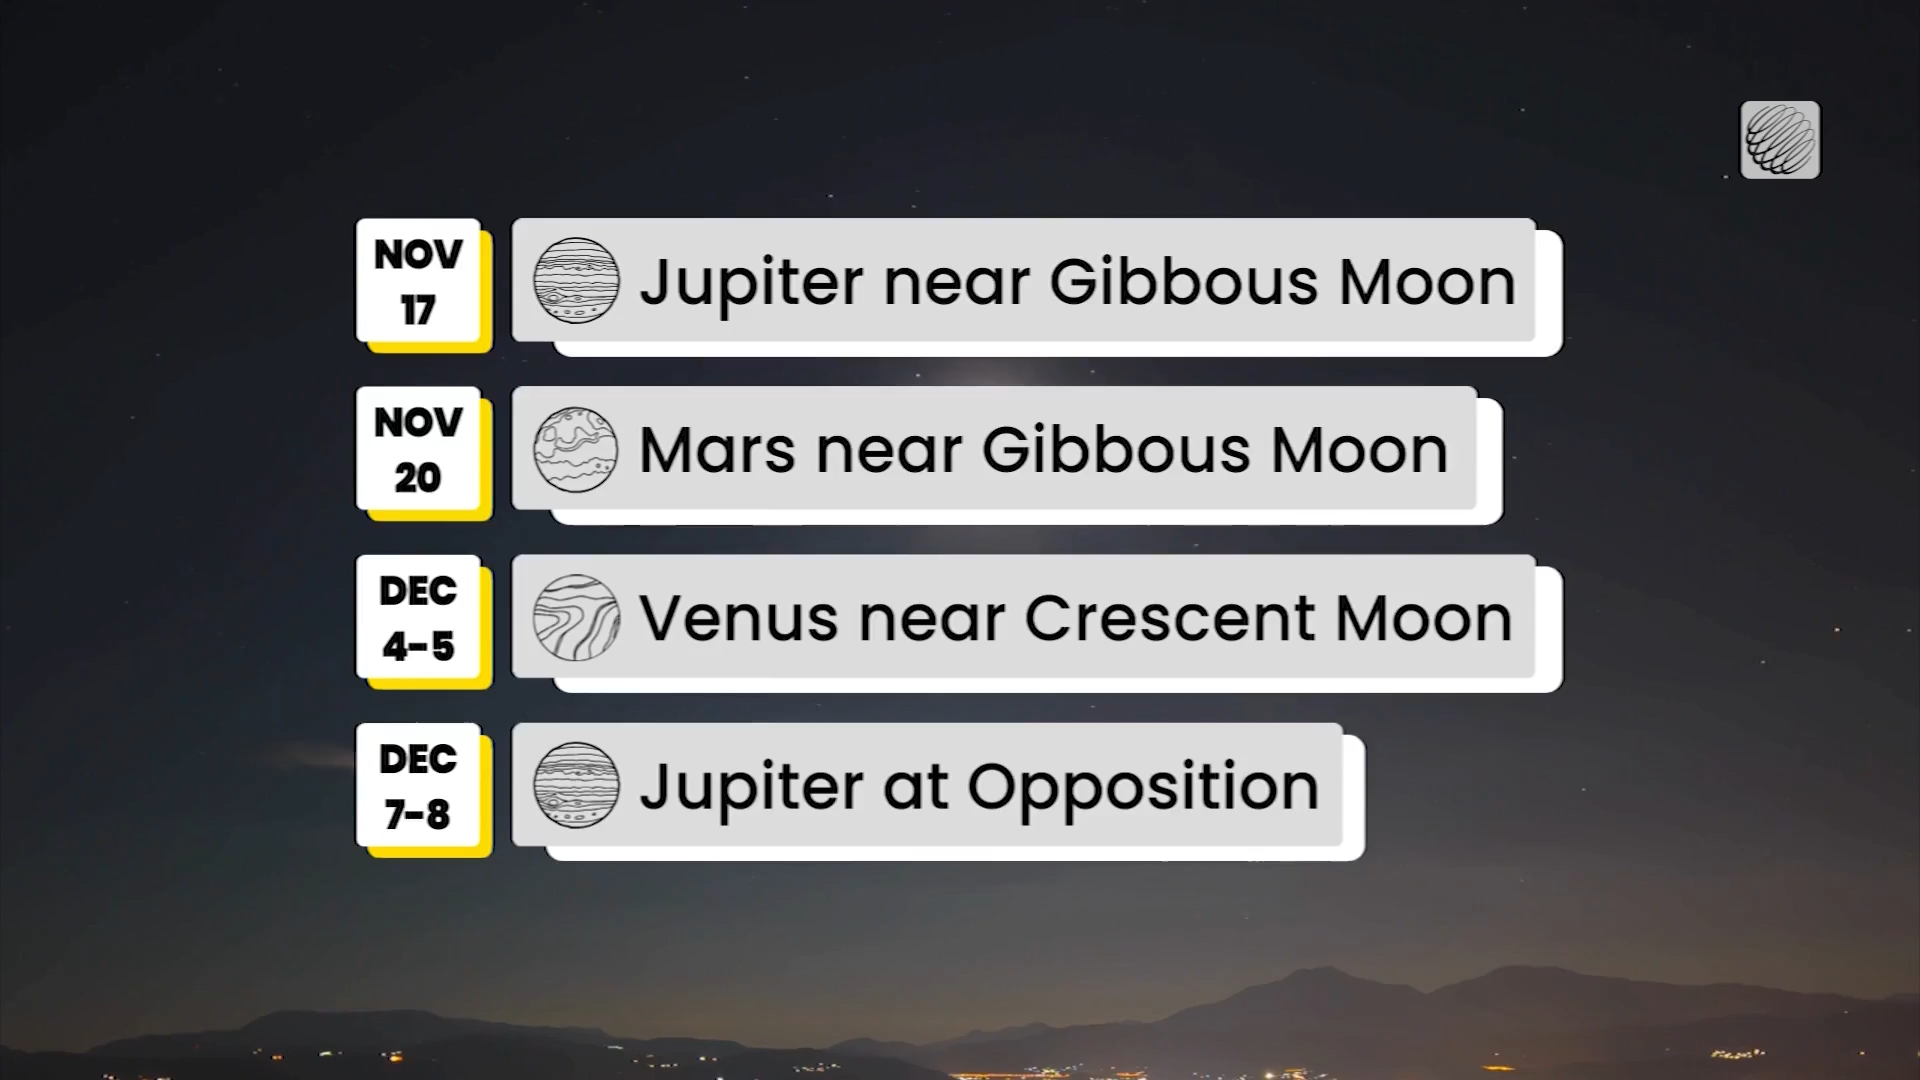 NOV
17
Jupiter near Gibbous Moon
NOV
20
Mars near Gibbous Moon
DEC
4-5
Venus near Crescent Moon
DEC
7-8
Jupiter at Opposition